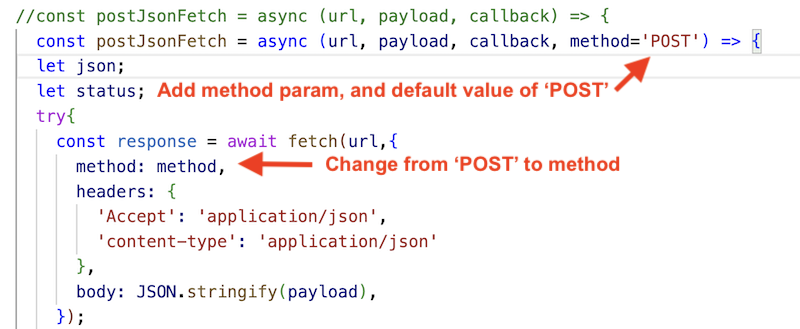 //const postJsonFetch = async (url, payload, callback) => {
const postJsonFetch = async (url, payload, callback, method='POST') => {
let json;
let status; Add method param, and default value of ‘POST’
try{
const response = await fetch(url,{
method: method, Change from ‘POST’ to method
headers: {
'Accept': 'application/json',
'content-type': 'application/json'
},
body: JSON.stringify(payload),
});